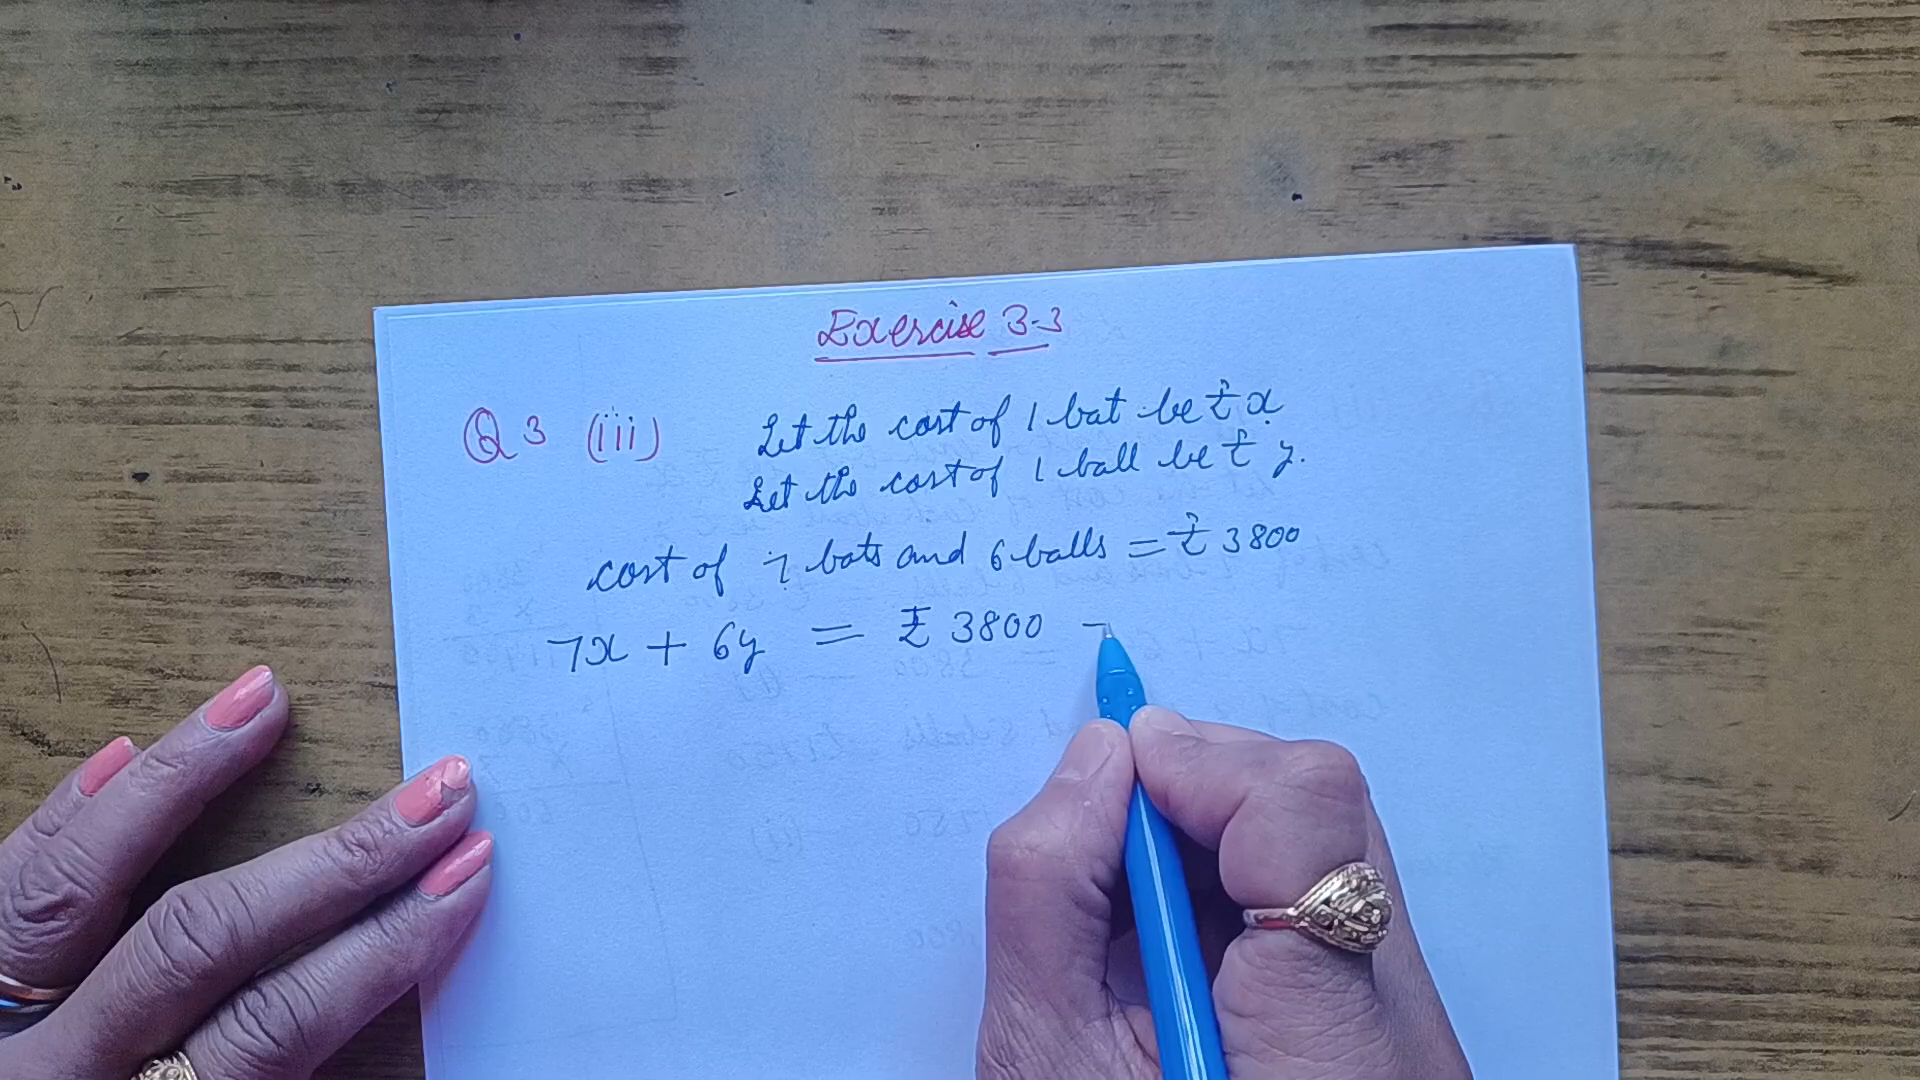 Exercise 3.3
Q 3 (iii) Let the cost of 1 bat be ₹ x.
Let the cost of 1 ball be ₹ y.
cost of 7 bats and 6 balls = ₹ 3800
7x + 6y = ₹ 3800 -